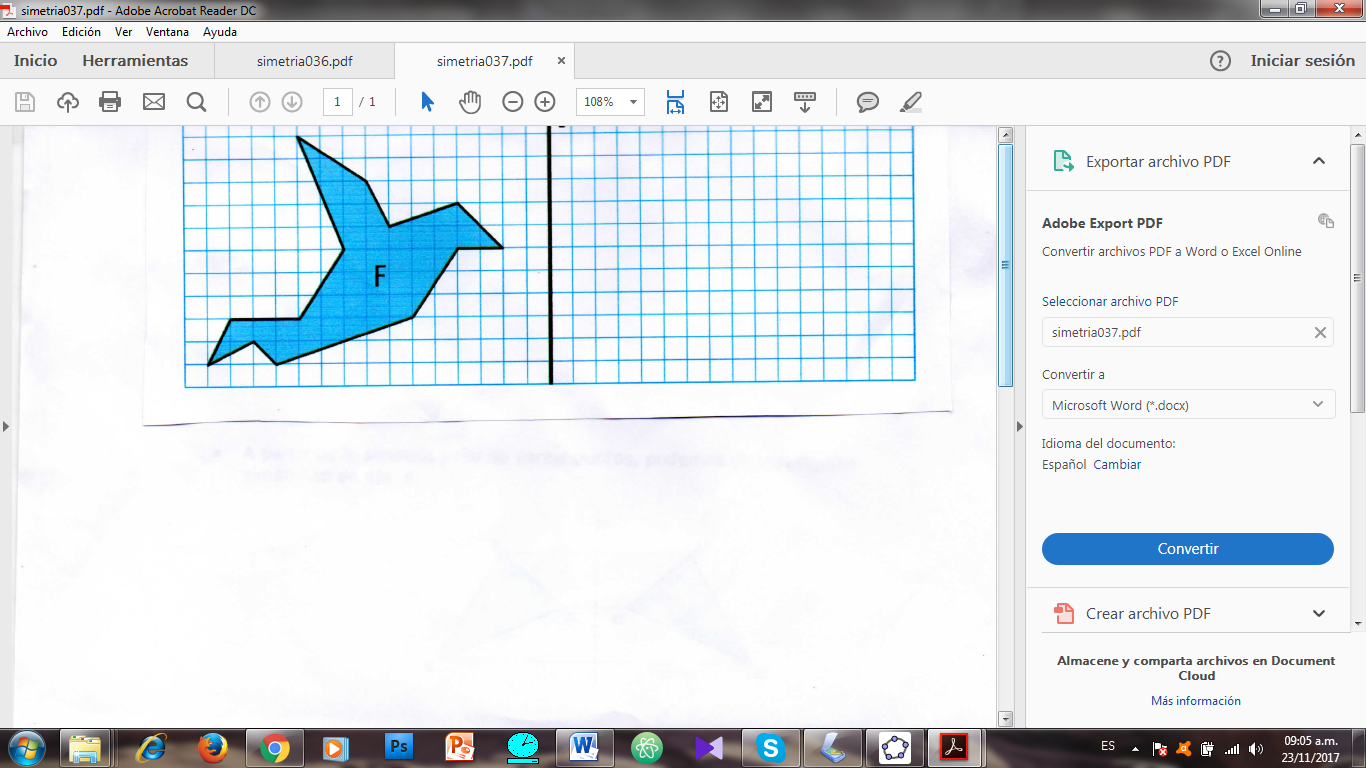 simetria037.pdf - Adobe Acrobat Reader DC
Archivo Edición Ver Ventana Ayuda
Inicio Herramientas simetria036.pdf simetria037.pdf × Iniciar sesión
1 / 1 108%
F
Exportar archivo PDF
Adobe Export PDF
Convertir archivos PDF a Word o Excel Online
Seleccionar archivo PDF
simetria037.pdf
Convertir a
Microsoft Word (*.docx)
Idioma del documento:
Español Cambiar
Convertir
Crear archivo PDF
Almacene y comparta archivos en Document
Cloud
Más información
Ps
ES 09:05 a.m.
23/11/2017